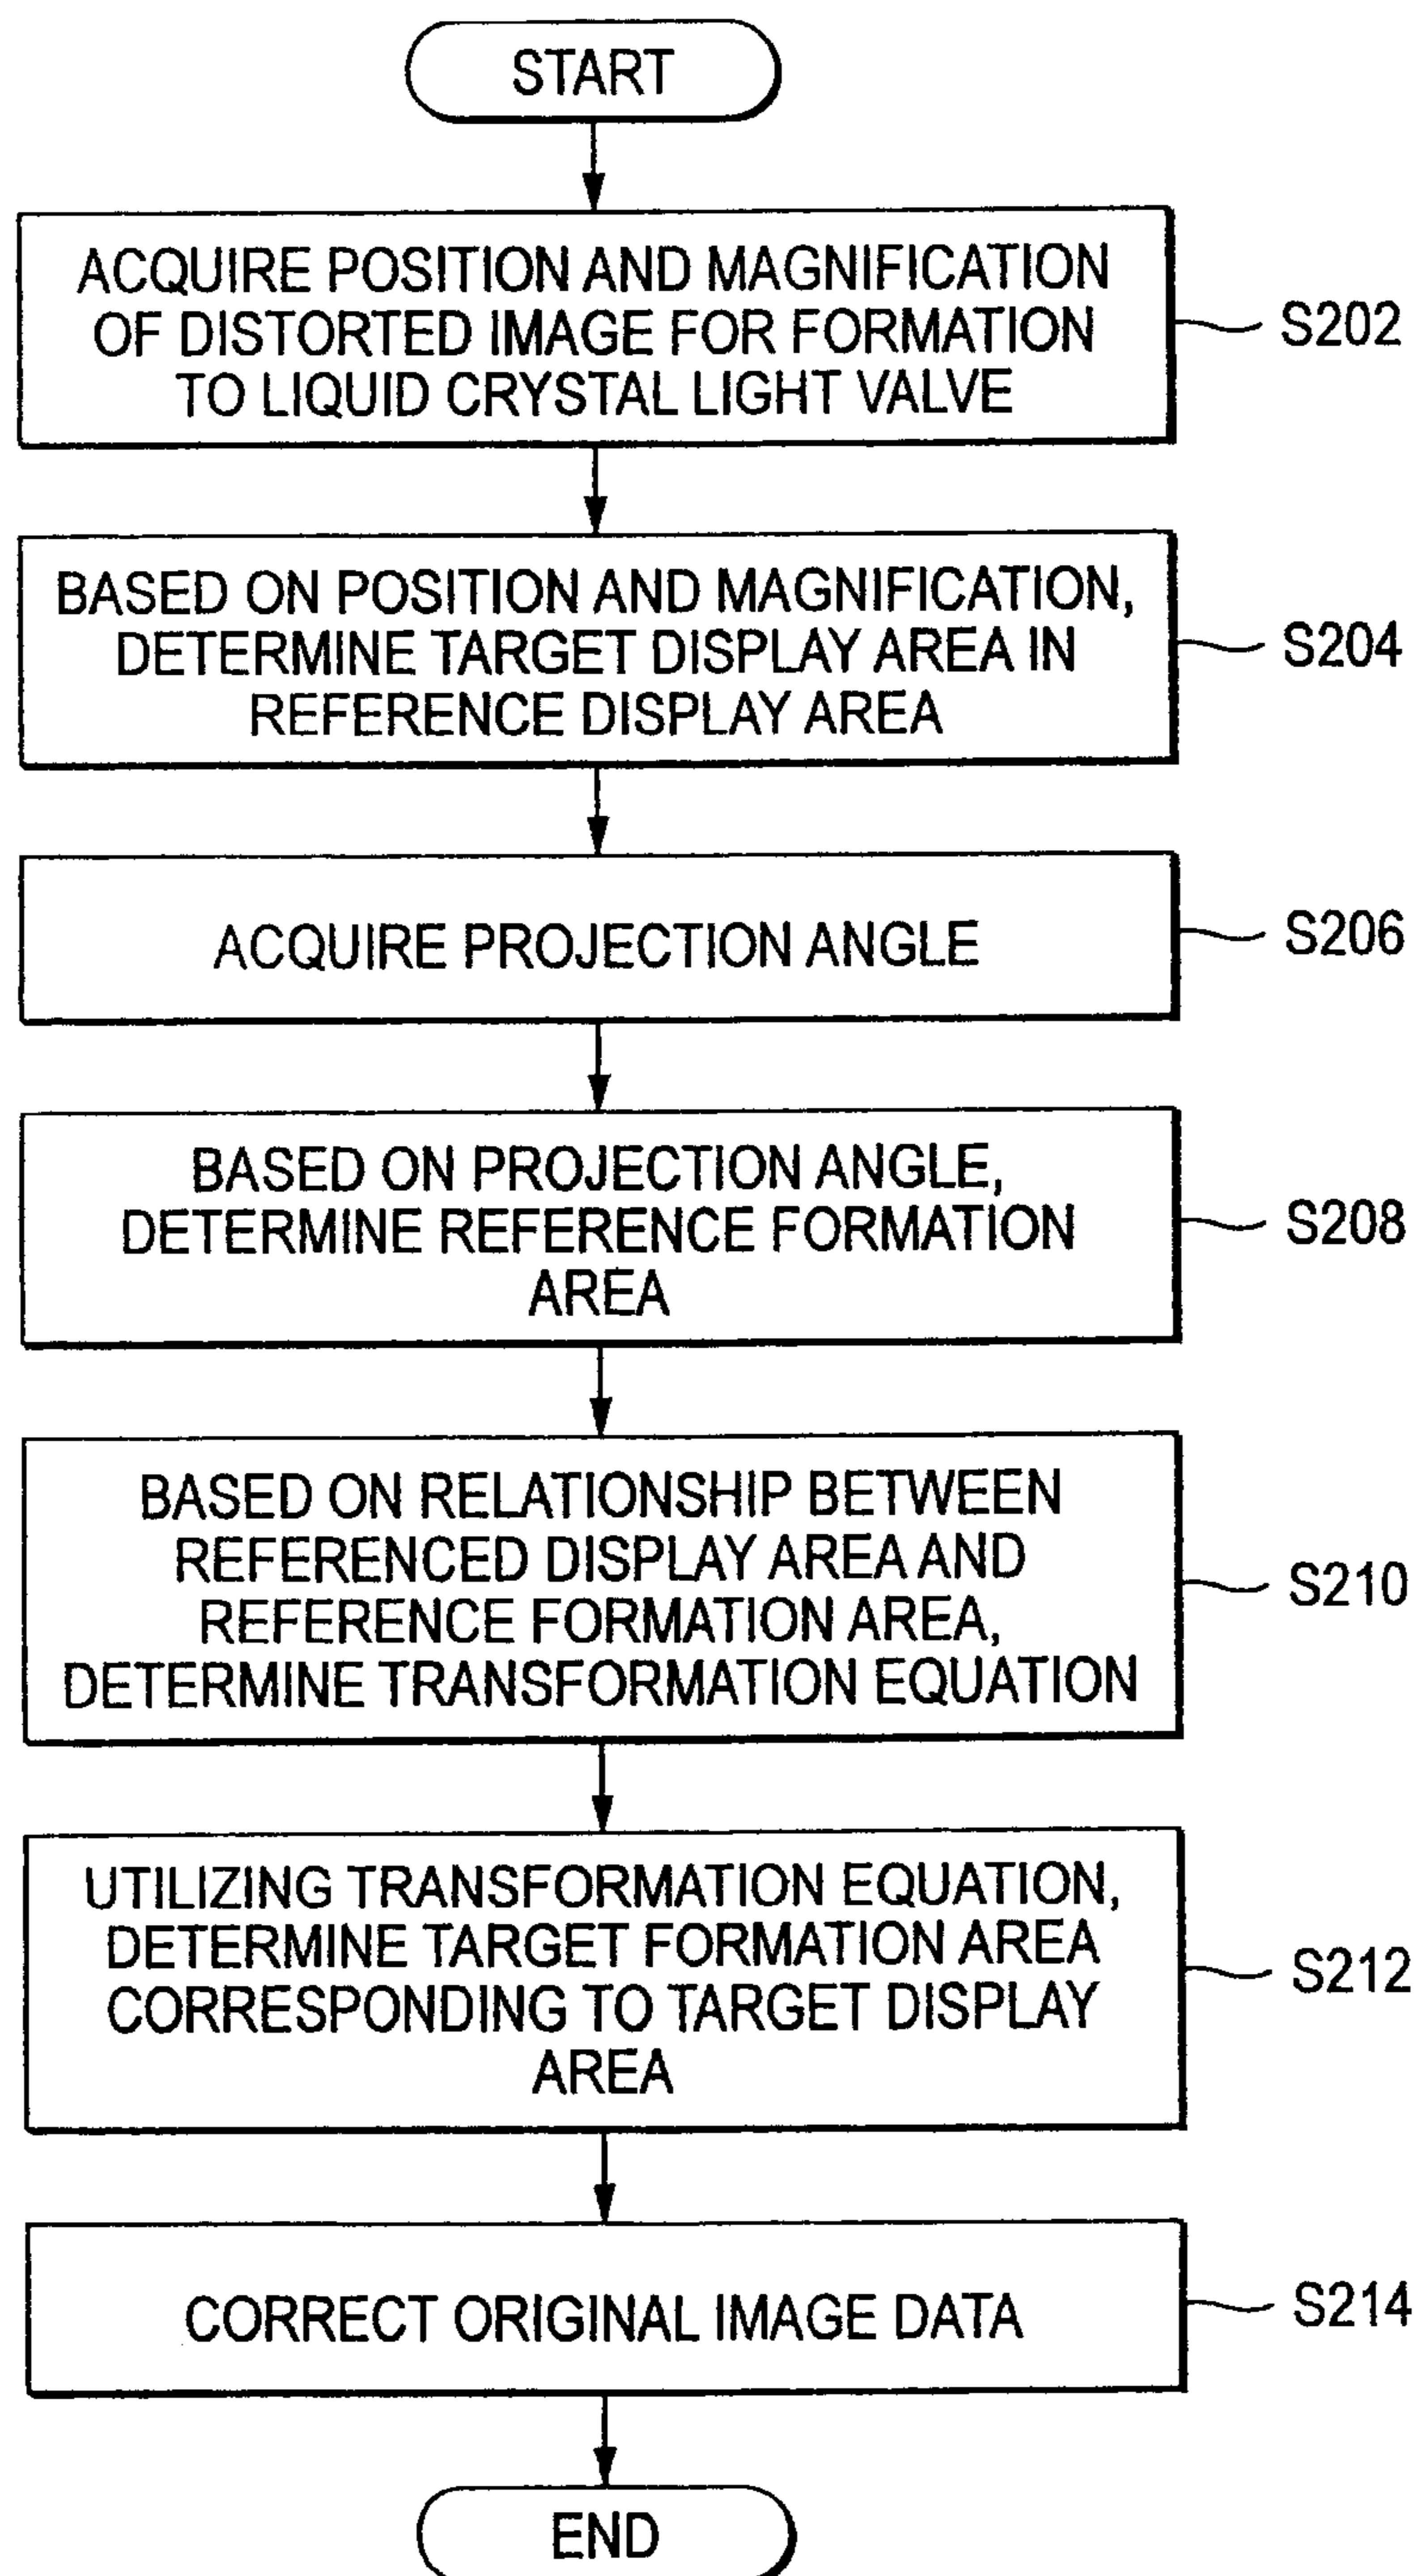 START
ACQUIRE POSITION AND MAGNIFICATION
OF DISTORTED IMAGE FOR FORMATION
TO LIQUID CRYSTAL LIGHT VALVE
S202
BASED ON POSITION AND MAGNIFICATION,
DETERMINE TARGET DISPLAY AREA IN
REFERENCE DISPLAY AREA
S204
ACQUIRE PROJECTION ANGLE
S206
BASED ON PROJECTION ANGLE,
DETERMINE REFERENCE FORMATION
AREA
S208
BASED ON RELATIONSHIP BETWEEN
REFERENCED DISPLAY AREA AND
REFERENCE FORMATION AREA,
DETERMINE TRANSFORMATION EQUATION
S210
UTILIZING TRANSFORMATION EQUATION,
DETERMINE TARGET FORMATION AREA
CORRESPONDING TO TARGET DISPLAY
AREA
S212
CORRECT ORIGINAL IMAGE DATA
S214
END